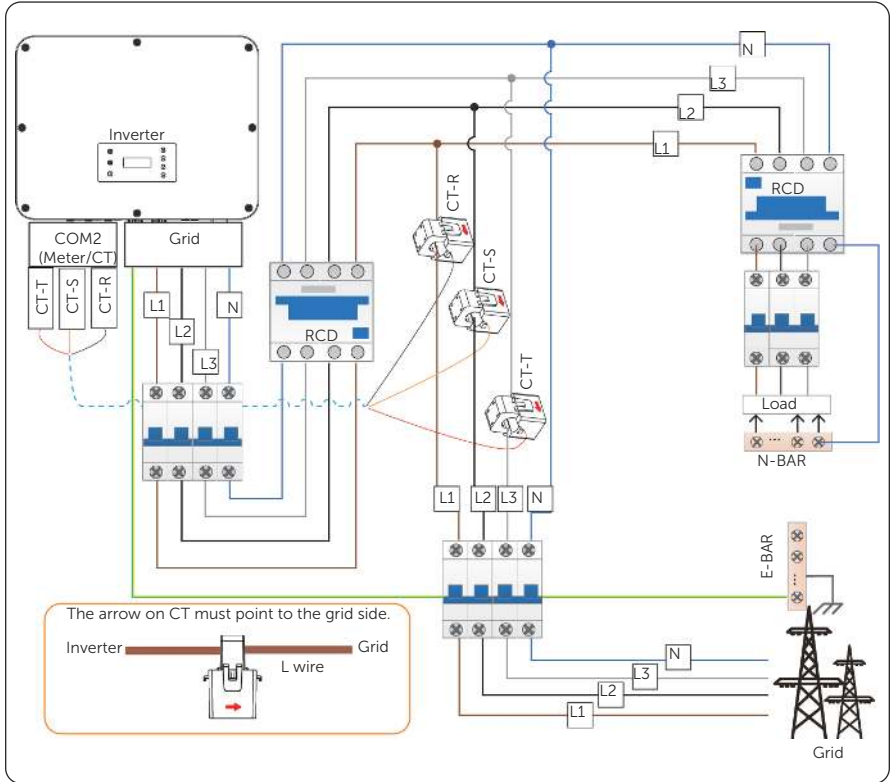 N
L3
L2
L1
Inverter
COM2
(Meter/CT)
Grid
CT-T
CT-S
CT-R
L1
L2
L3
N
RCD
CT-R
CT-S
CT-T
RCD
Load
...
N-BAR
L1
L2
L3
N
E-BAR
...
The arrow on CT must point to the grid side.
Inverter
Grid
L wire
N
L3
L2
L1
Grid